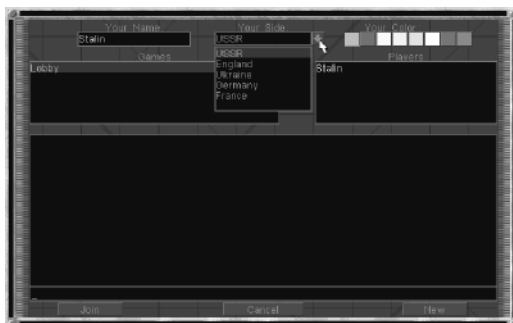 Your Name Your Side Your Color
Stalin USSR
Games Players
USSR
England
Ukraine
Germany
France
Lobby
Stalin
Join Cancel New